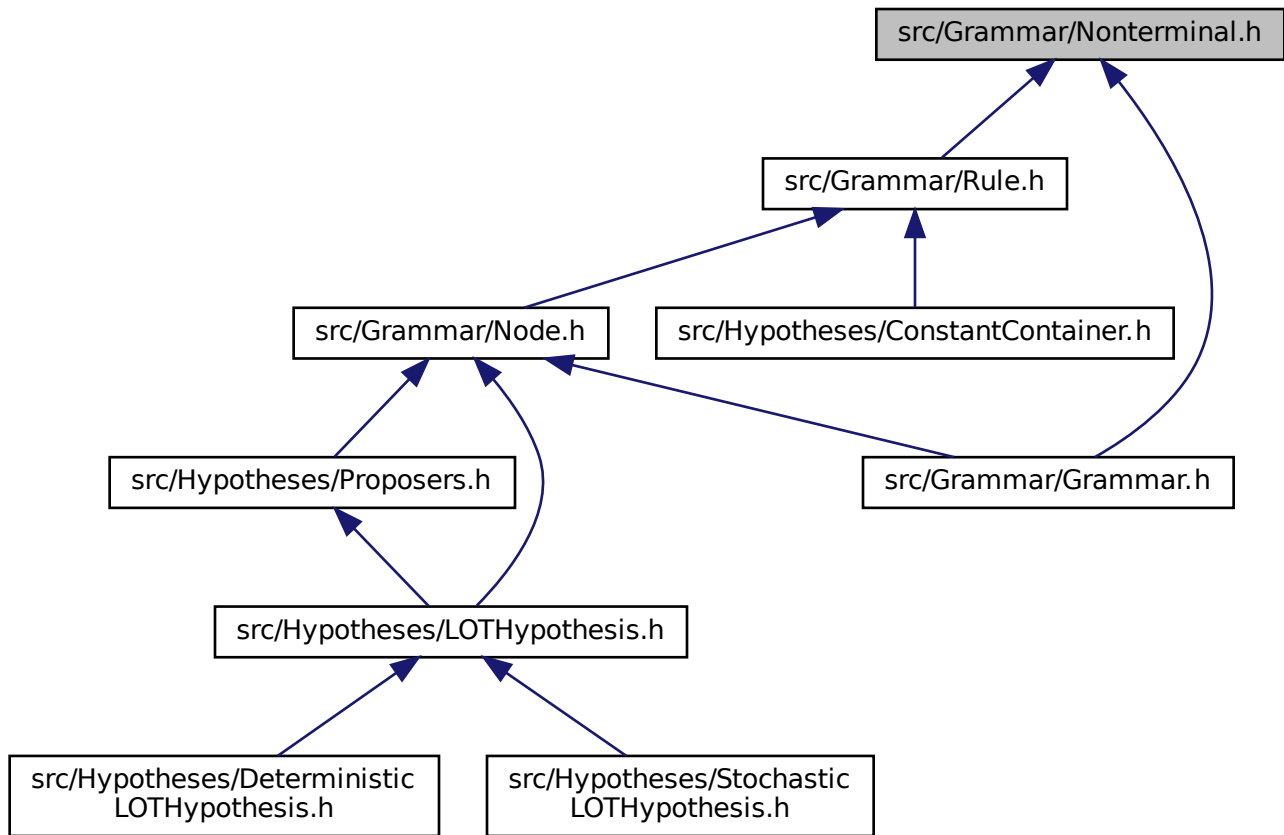 src/Grammar/Nonterminal.h
src/Grammar/Rule.h
src/Grammar/Node.h
src/Hypotheses/ConstantContainer.h
src/Hypotheses/Proposers.h
src/Grammar/Grammar.h
src/Hypotheses/LOTHypothesis.h
src/Hypotheses/Deterministic
LOTHypothesis.h
src/Hypotheses/Stochastic
LOTHypothesis.h